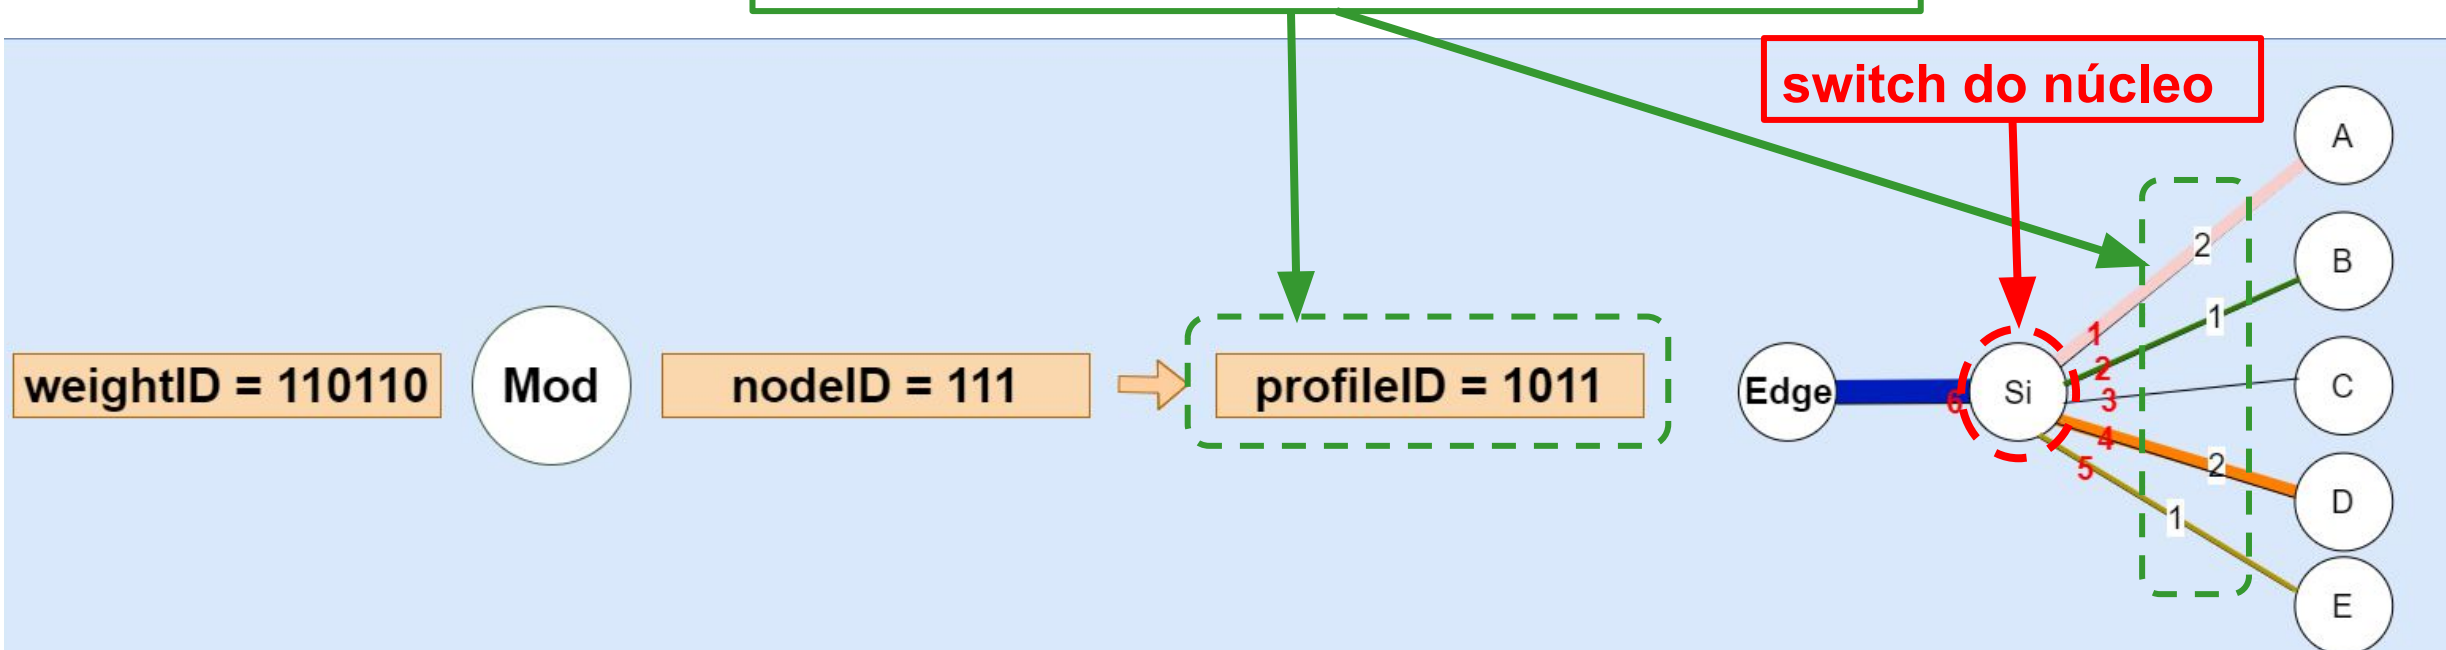 switch do núcleo
weightID = 110110
Mod
nodeID = 111
profileID = 1011
Edge
6
Si
1
2
3
4
5
2
1
2
1
A
B
C
D
E